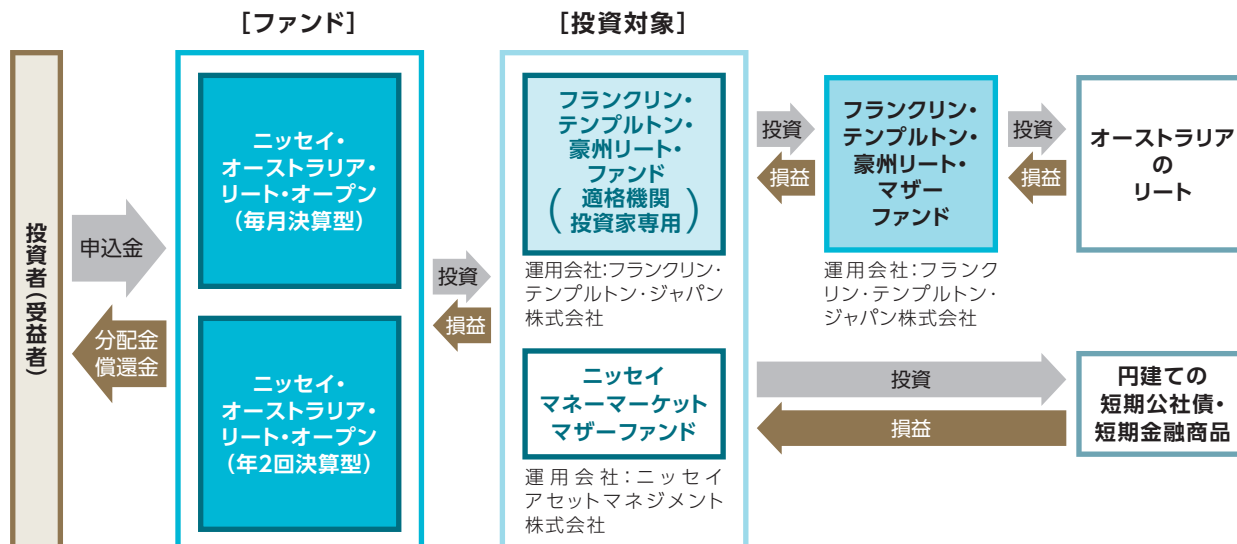 ［ファンド］
［投資対象］
投資者（受益者）
申込金
分配金
償還金
ニッセイ・
オーストラリア・
リート・オープン
（毎月決算型）
ニッセイ・
オーストラリア・
リート・オープン
（年2回決算型）
投資
損益
フランクリン・
テンプルトン・
豪州リート・
ファンド
（適格機関
投資家専用）
運用会社：フランクリン・
テンプルトン・ジャパン
株式会社
ニッセイ
マネーマーケット
マザーファンド
運用会社：ニッセイ
アセットマネジメント
株式会社
投資
損益
フランクリン・
テンプルトン・
豪州リート・
マザー
ファンド
運用会社：フランク
リン・テンプルトン・
ジャパン株式会社
投資
損益
オーストラリア
の
リート
投資
損益
円建ての
短期公社債・
短期金融商品